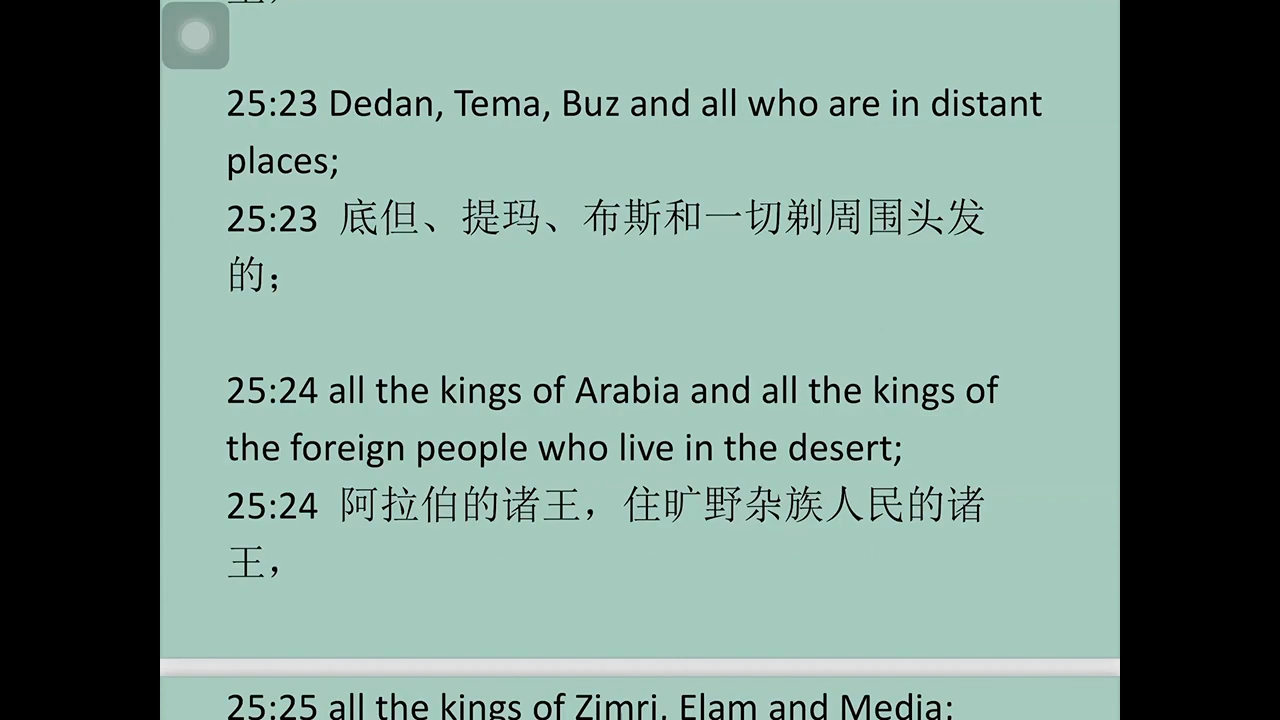 25:23 Dedan, Tema, Buz and all who are in distant
places;
25:23 底但、提玛、布斯和一切剃周围头发
的；
25:24 all the kings of Arabia and all the kings of
the foreign people who live in the desert;
25:24 阿拉伯的诸王，住旷野杂族人民的诸
王，
25:25 all the kings of Zimri, Elam and Media;